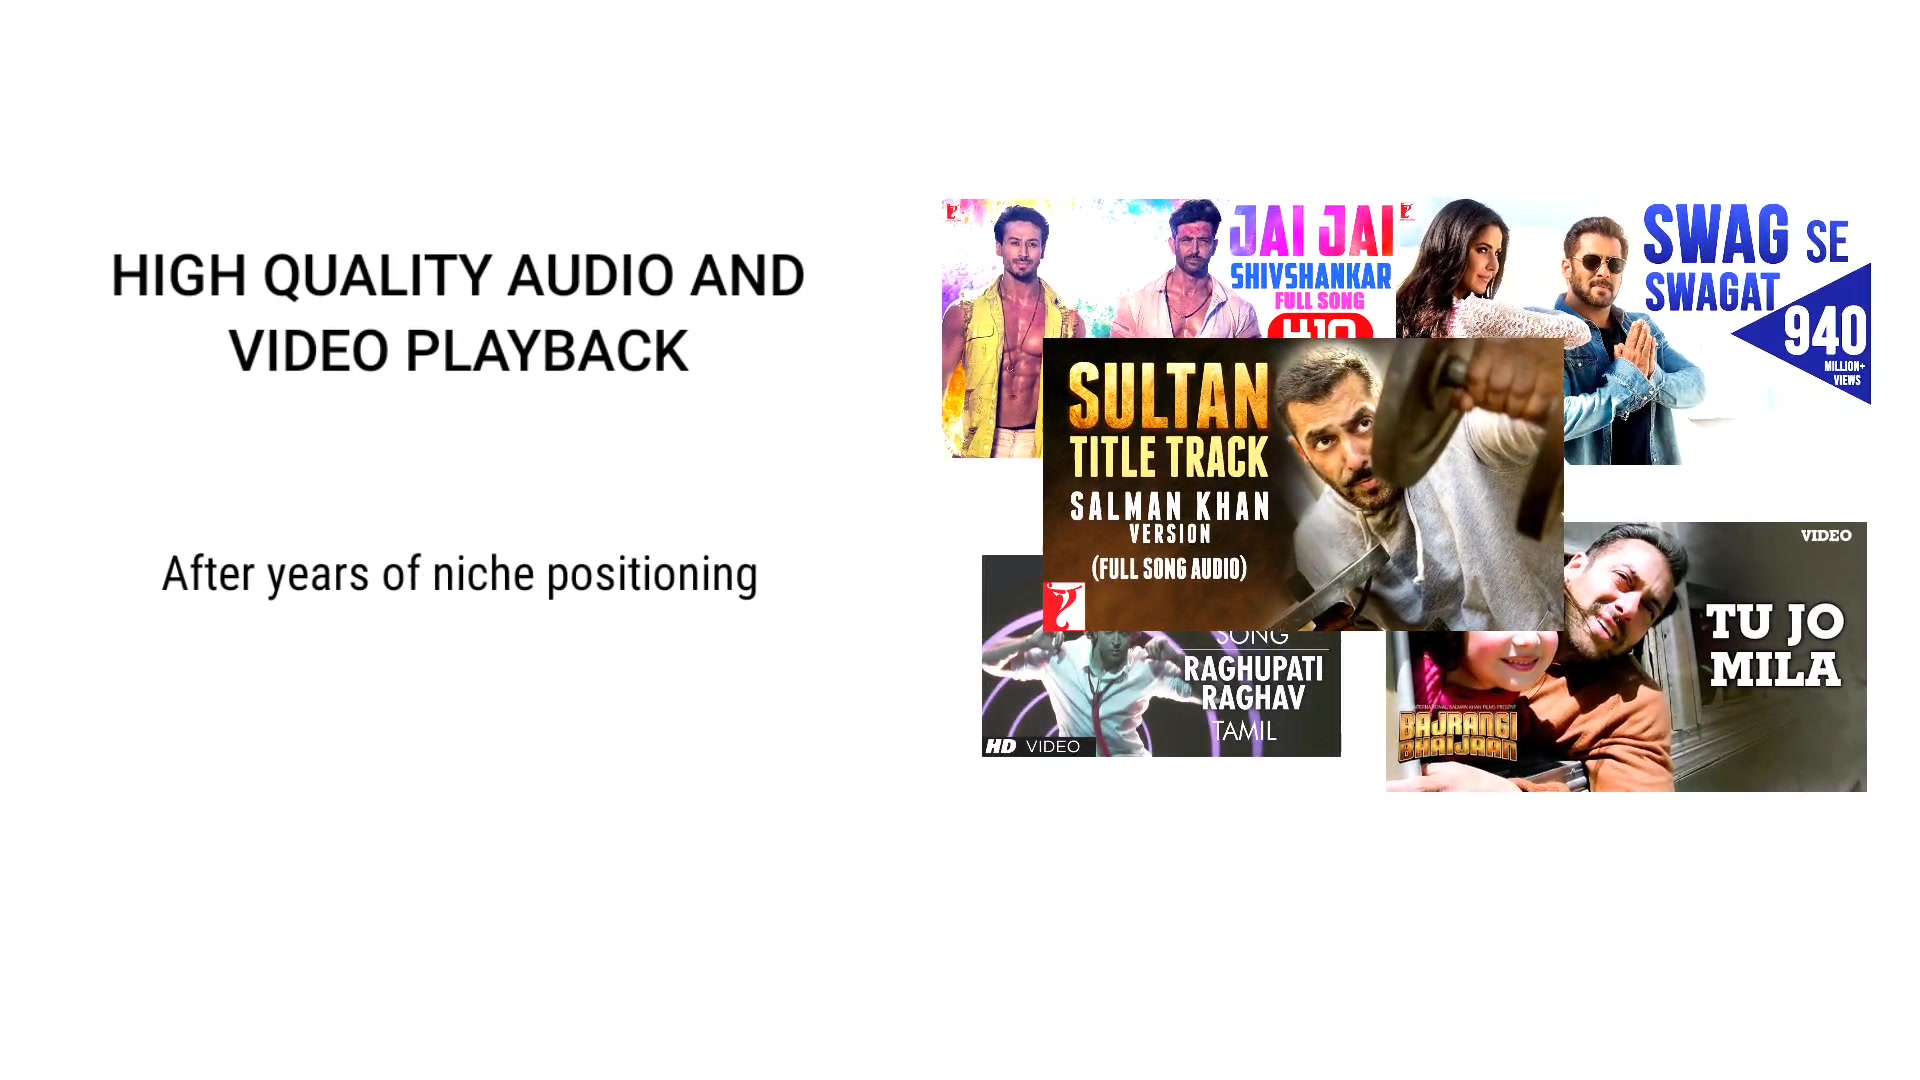 HIGH QUALITY AUDIO AND
VIDEO PLAYBACK
After years of niche positioning
JAI JAI
SHIVSHANKAR
FULL SONG
SWAG SE
SWAGAT
940
MILLION+
VIEWS
SULTAN
TITLE TRACK
SALMAN KHAN
VERSION
(FULL SONG AUDIO)
SONG
RAGHUPATI
RAGHAV
TAMIL
HD VIDEO
VIDEO
TU JO
MILA
BAJRANGI
BHAIJAAN